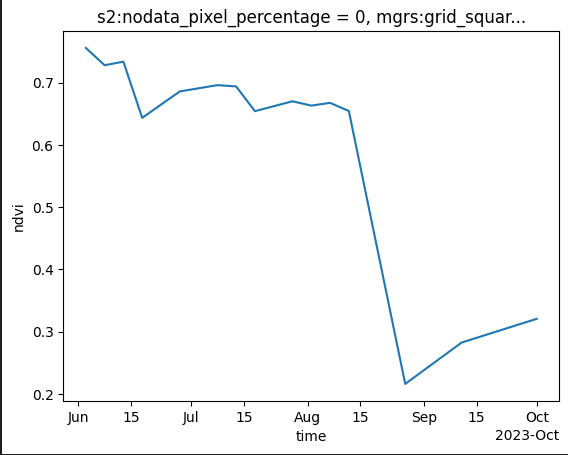 s2:nodata_pixel_percentage = 0, mgrs:grid_squar...
0.7
0.6
0.5
0.4
0.3
0.2
ndvi
Jun 15 Jul 15 Aug 15 Sep 15 Oct
time
2023-Oct